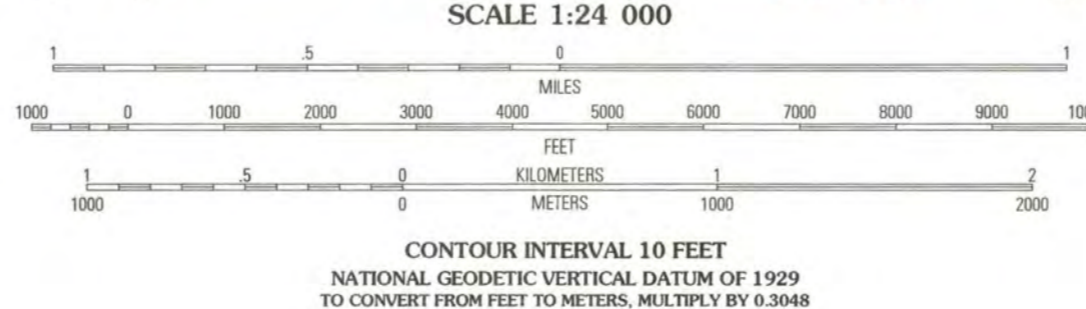 SCALE 1:24 000
1 .5 0 1
MILES
1000 0 1000 2000 3000 4000 5000 6000 7000 8000 9000
FEET
1 .5 0 KILOMETERS 1 2
1000 0 METERS 1000 2000
CONTOUR INTERVAL 10 FEET
NATIONAL GEODETIC VERTICAL DATUM OF 1929
TO CONVERT FROM FEET TO METERS, MULTIPLY BY 0.3048